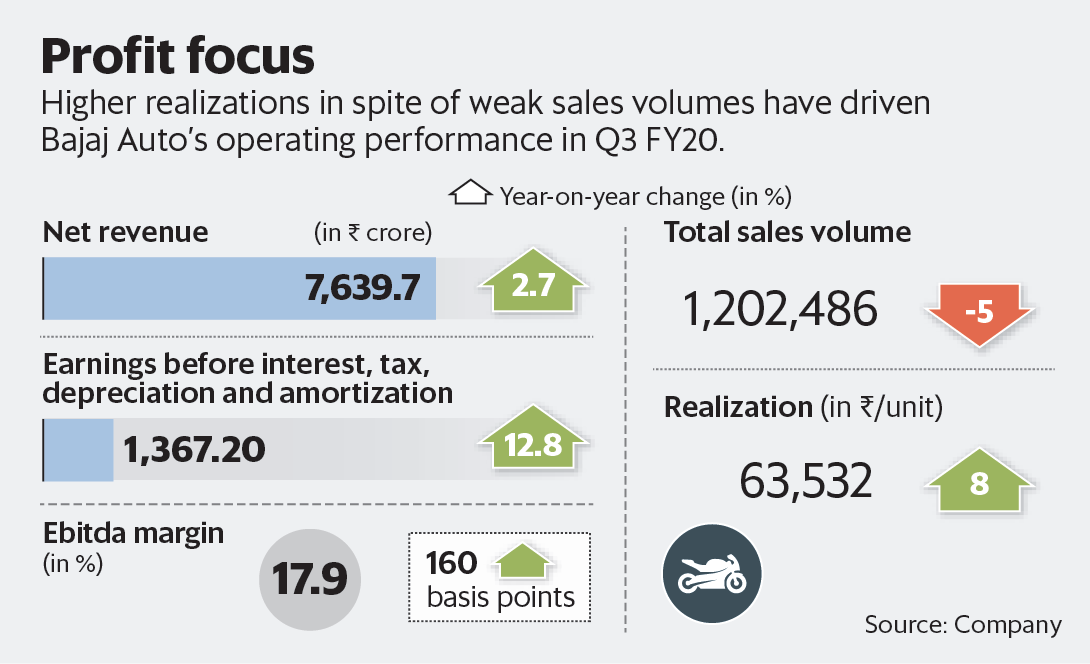 Profit focus
Higher realizations in spite of weak sales volumes have driven
Bajaj Auto's operating performance in Q3 FY20.
Year-on-year change (in %)
Net revenue (in ₹ crore)
7,639.7 2.7
Earnings before interest, tax,
depreciation and amortization
1,367.20 12.8
Ebitda margin
(in %)
17.9
160
basis points
Total sales volume
1,202,486 -5
Realization (in ₹/unit)
63,532 8
Source: Company